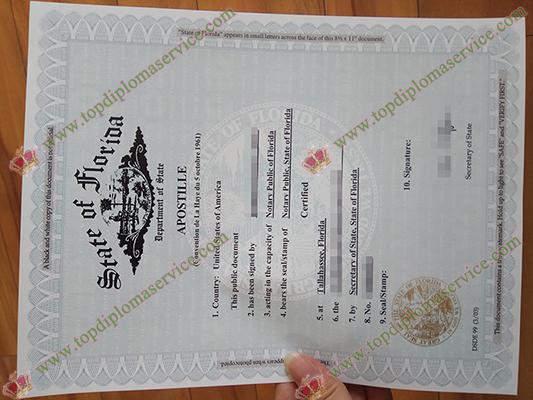 "State of Florida" appears in small letters across the face of this 8½ x 11" document.
A black and white copy of this document is not official
State of Florida
Department of State
APOSTILLE
(Convention de La Haye du 5 octobre 1961)
1. Country: United States of America
This public document
2. has been signed by
3. acting in the capacity of Notary Public of Florida
4. bears the seal/stamp of Notary Public, State of Florida
Certified
5. at Tallahassee, Florida
6. the
7. by Secretary of State, State of Florida
8. No.
9. Seal/Stamp:
10. Signature:
Secretary of State
DSDE 99 (3/03)
appears when photocopied.
This document contains a watermark. Hold up to light to see "SAFE" and "VERIFY FIRST."
www.topdiplomaservice.com
www.topdiplomaservice.com
www.topdiplomaservice.com